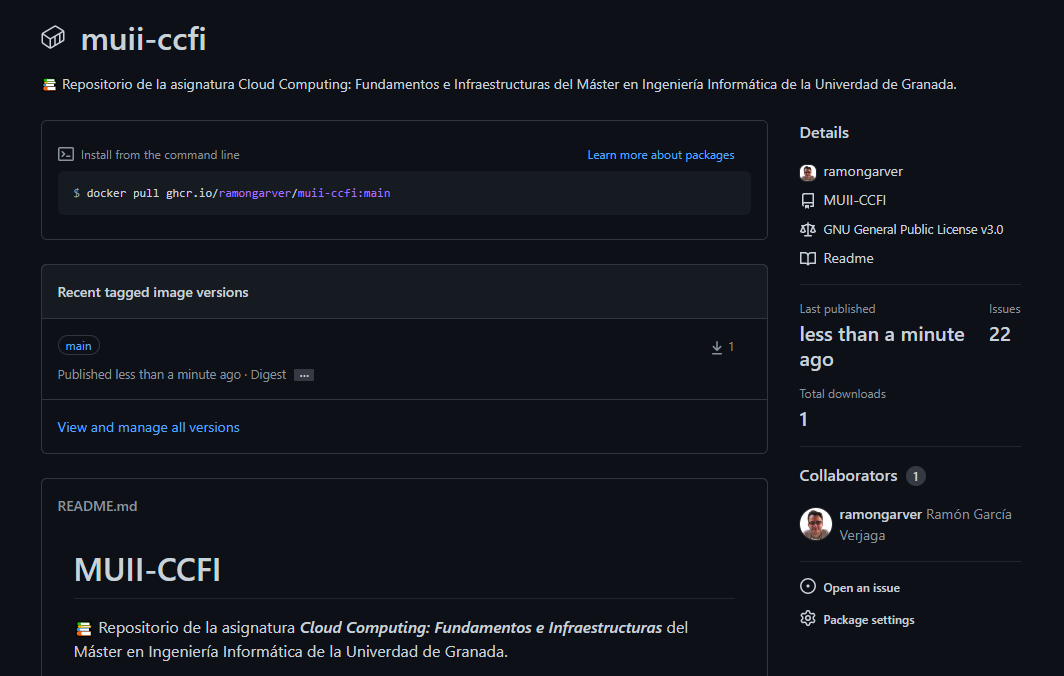 muii-ccfi
Repositorio de la asignatura Cloud Computing: Fundamentos e Infraestructuras del Máster en Ingeniería Informática de la Univerdad de Granada.
Install from the command line
Learn more about packages
$ docker pull ghcr.io/ramongarver/muii-ccfi:main
Recent tagged image versions
main
1
Published less than a minute ago · Digest ...
View and manage all versions
README.md
MUII-CCFI
Repositorio de la asignatura Cloud Computing: Fundamentos e Infraestructuras del
Máster en Ingeniería Informática de la Univerdad de Granada.
Details
ramongarver
MUII-CCFI
GNU General Public License v3.0
Readme
Last published
less than a minute
ago
Issues
22
Total downloads
1
Collaborators 1
ramongarver Ramón García
Verjaga
Open an issue
Package settings